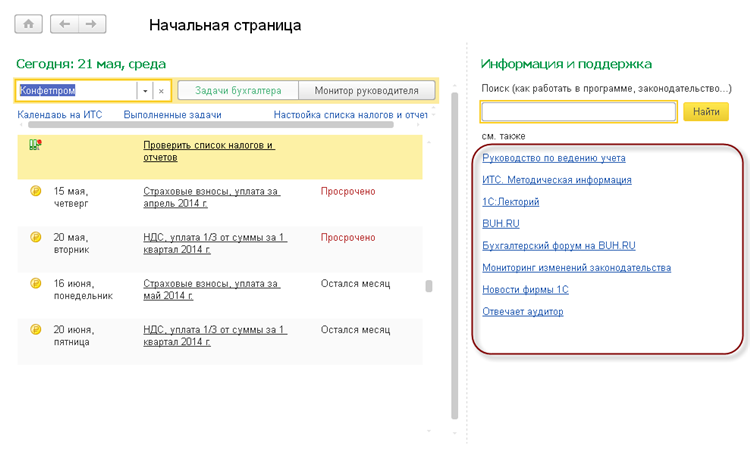 Начальная страница
Сегодня: 21 мая, среда
Конфетпром
Задачи бухгалтера
Монитор руководителя
Календарь на ИТС
Выполненные задачи
Настройка списка налогов и отчет
Проверить список налогов и
отчетов
15 мая,
четверг
Страховые взносы, уплата за
апрель 2014 г.
Просрочено
20 мая,
вторник
НДС, уплата 1/3 от суммы за 1
квартал 2014 г.
Просрочено
16 июня,
понедельник
Страховые взносы, уплата за
май 2014 г.
Остался месяц
20 июня,
пятница
НДС, уплата 1/3 от суммы за 1
квартал 2014 г.
Остался месяц
Информация и поддержка
Поиск (как работать в программе, законодательство...)
Найти
см. также
Руководство по ведению учета
ИТС. Методическая информация
1С:Лекторий
BUH.RU
Бухгалтерский форум на BUH.RU
Мониторинг изменений законодательства
Новости фирмы 1С
Отвечает аудитор